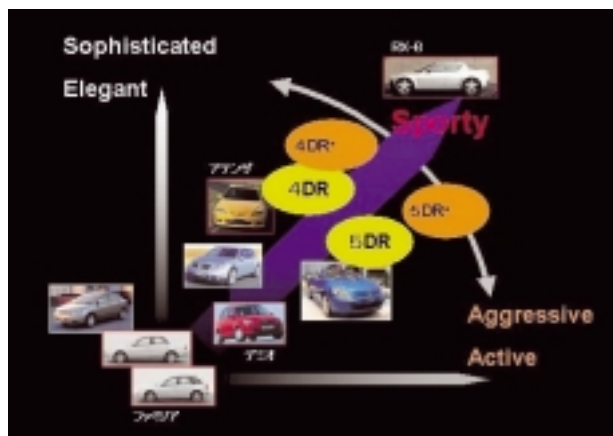 Sophisticated
Elegant
RX-8
Sporty
4DR+
アテンザ
4DR
5DR+
5DR
Aggressive
デミオ
Active
ファミリア